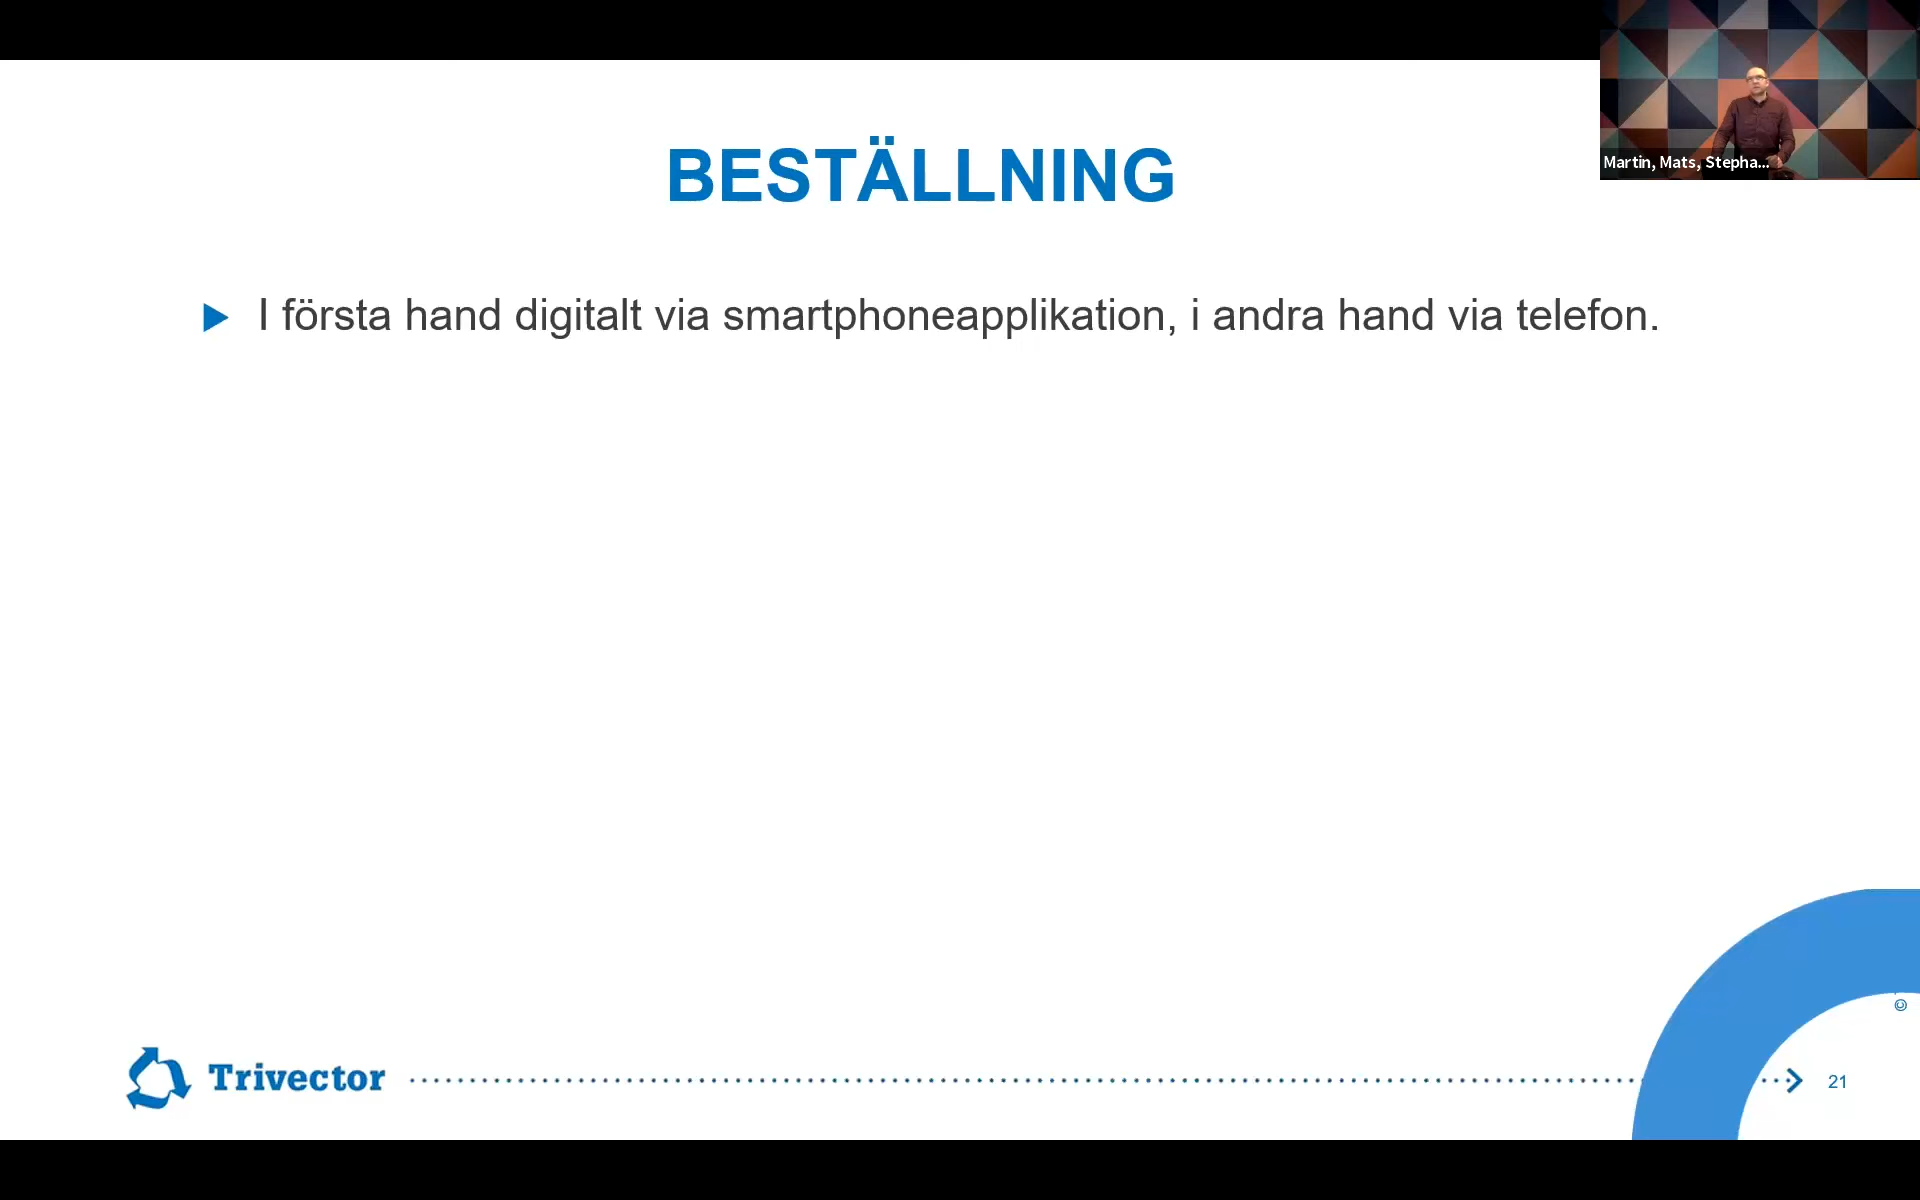 BESTÄLLNING
Martin, Mats, Stepha...
I första hand digitalt via smartphoneapplikation, i andra hand via telefon.
©
Trivector
21